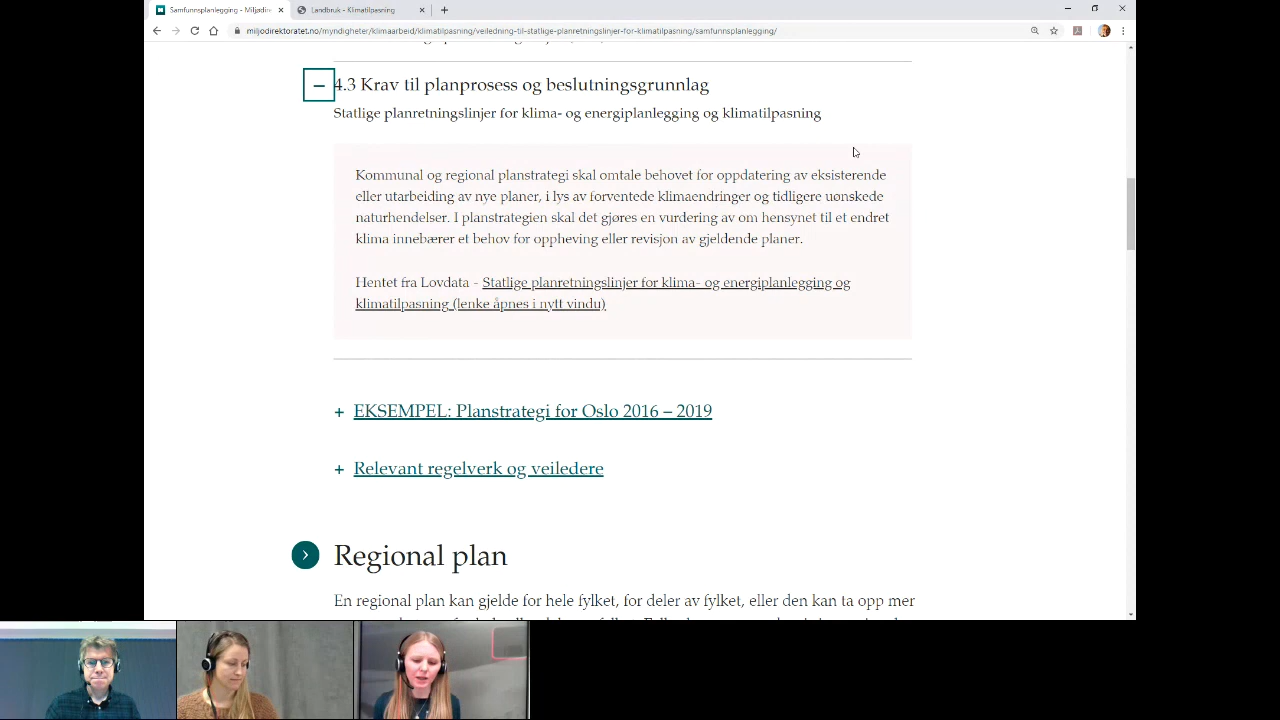 Samfunnsplanlegging - Miljødire
Landbruk - Klimatilpasning
miljodirektoratet.no/myndigheter/klimaarbeid/klimatilpasning/veiledning-til-statlige-planretningslinjer-for-klimatilpasning/samfunnsplanlegging/
4.3 Krav til planprosess og beslutningsgrunnlag
Statlige planretningslinjer for klima- og energiplanlegging og klimatilpasning
Kommunal og regional planstrategi skal omtale behovet for oppdatering av eksisterende
eller utarbeiding av nye planer, i lys av forventede klimaendringer og tidligere uønskede
naturhendelser. I planstrategien skal det gjøres en vurdering av om hensynet til et endret
klima innebærer et behov for oppheving eller revisjon av gjeldende planer.
Hentet fra Lovdata - Statlige planretningslinjer for klima- og energiplanlegging og
klimatilpasning (lenke åpnes i nytt vindu)
+ EKSEMPEL: Planstrategi for Oslo 2016 – 2019
+ Relevant regelverk og veiledere
Regional plan
En regional plan kan gjelde for hele fylket, for deler av fylket, eller den kan ta opp mer